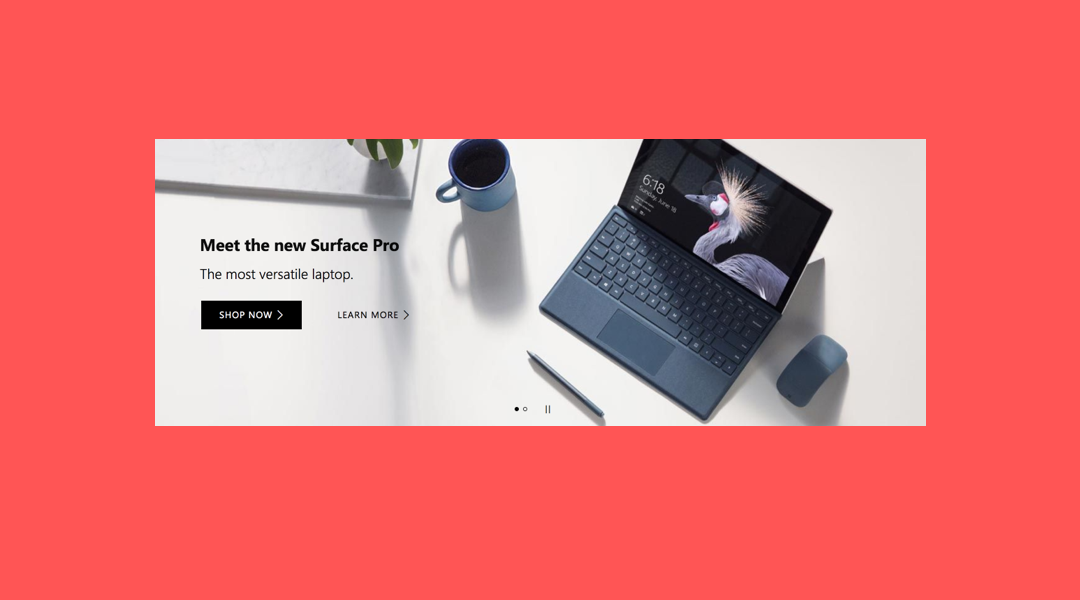 6:18
Sunday, June 18
Meet the new Surface Pro
The most versatile laptop.
SHOP NOW
LEARN MORE